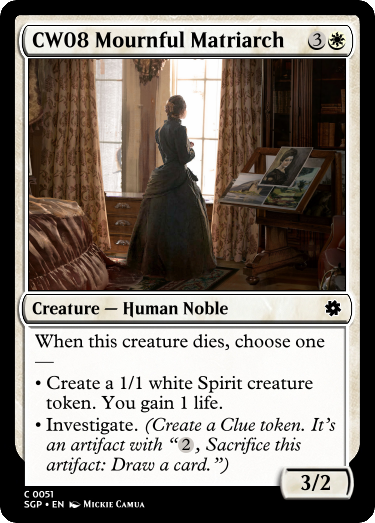 CW08 Mournful Matriarch 3
Creature — Human Noble
When this creature dies, choose one
—
• Create a 1/1 white Spirit creature
token. You gain 1 life.
• Investigate. (Create a Clue token. It's
an artifact with “2, Sacrifice this
artifact: Draw a card.”)
3/2
C 0051
SGP • EN Mickie Camua